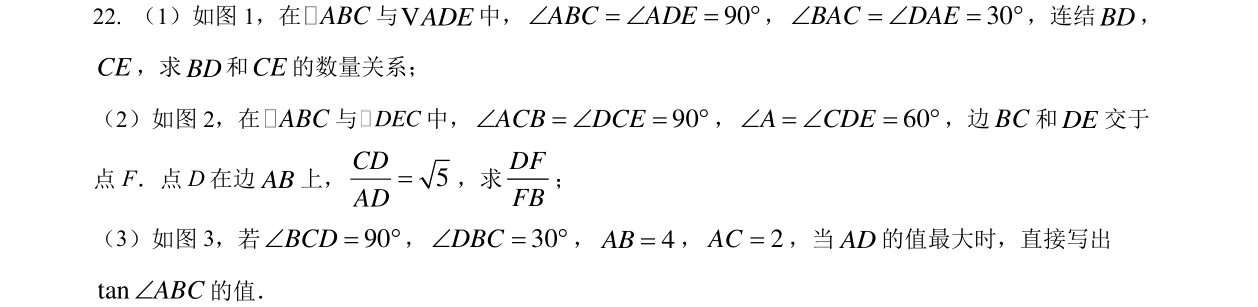 22. （1）如图 1，在□ABC 与VADE 中，∠ABC = ∠ADE = 90°，∠BAC = ∠DAE = 30°，连结 BD，
CE，求 BD 和 CE 的数量关系；
（2）如图 2，在□ABC 与□DEC 中，∠ACB = ∠DCE = 90°，∠A = ∠CDE = 60°，边 BC 和 DE 交于
点 F．点 D 在边 AB 上，CD/AD = √5，求 DF/FB；
（3）如图 3，若∠BCD = 90°，∠DBC = 30°，AB = 4，AC = 2，当 AD 的值最大时，直接写出
tan ∠ABC 的值．